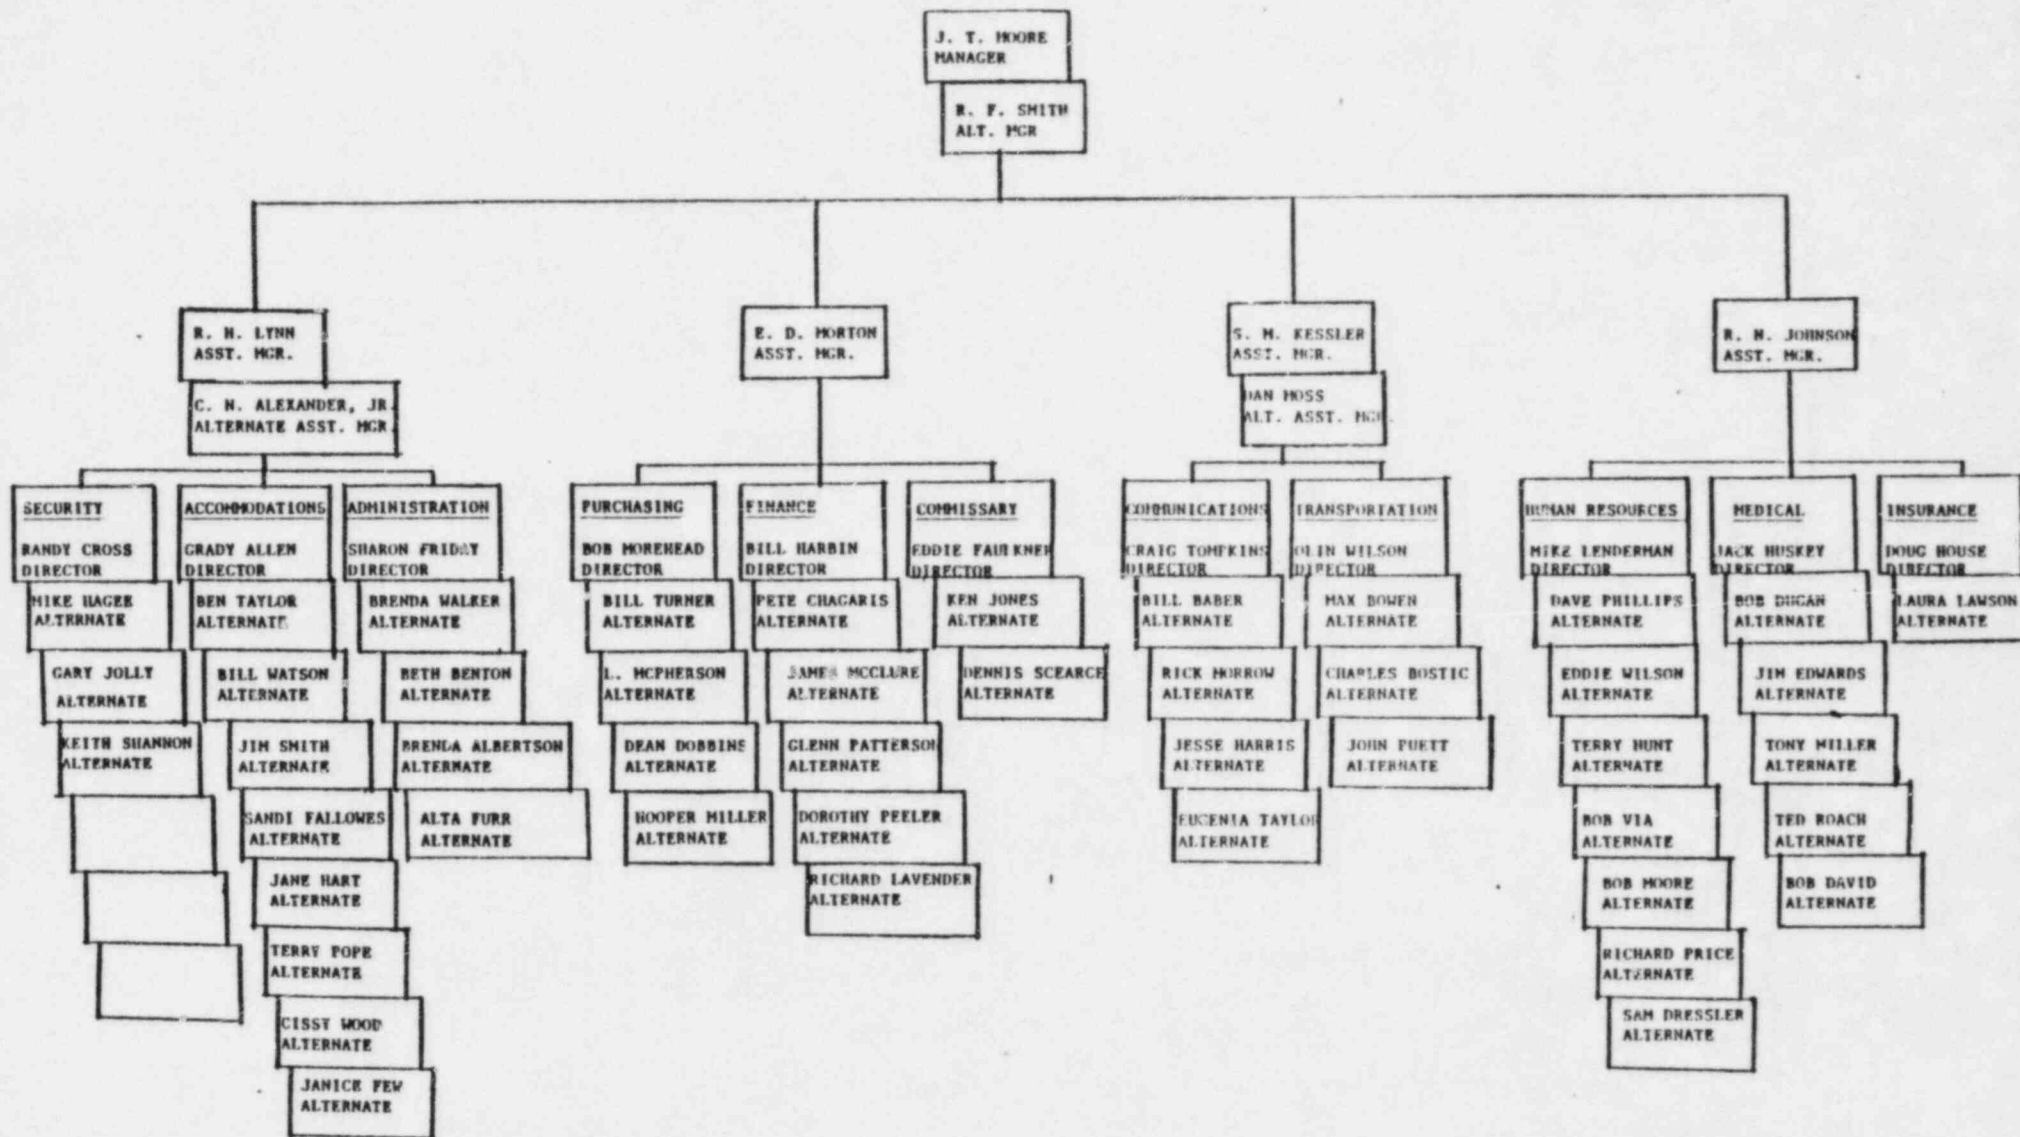 J. T. MOORE
MANAGER
R. F. SMITH
ALT. MGR
R. H. LYNN
ASST. MGR.
C. N. ALEXANDER, JR.
ALTERNATE ASST. MGR.
E. D. MORTON
ASST. MGR.
S. M. KESSLER
ASST. MGR.
DAN MOSS
ALT. ASST. MGR.
R. N. JOHNSON
ASST. MGR.
SECURITY
RANDY CROSS
DIRECTOR
MIKE HAGER
ALTERNATE
GARY JOLLY
ALTERNATE
KEITH SHANNON
ALTERNATE
ACCOMMODATIONS
GRADY ALLEN
DIRECTOR
BEN TAYLOR
ALTERNATE
BILL WATSON
ALTERNATE
JIM SMITH
ALTERNATE
SANDI FALLOWES
ALTERNATE
JANE HART
ALTERNATE
TERRY POPE
ALTERNATE
CISSY WOOD
ALTERNATE
JANICE FEW
ALTERNATE
ADMINISTRATION
SHARON FRIDAY
DIRECTOR
BRENDA WALKER
ALTERNATE
BETH BENTON
ALTERNATE
BRENDA ALBERTSON
ALTERNATE
ALTA FURR
ALTERNATE
PURCHASING
BOB MOREHEAD
DIRECTOR
BILL TURNER
ALTERNATE
L. MCPHERSON
ALTERNATE
DEAN DOBBINS
ALTERNATE
HOOPER MILLER
ALTERNATE
FINANCE
BILL HARBIN
DIRECTOR
PETE CHAGARIS
ALTERNATE
JAMES MCCLURE
ALTERNATE
GLENN PATTERSON
ALTERNATE
DOROTHY PEELER
ALTERNATE
RICHARD LAVENDER
ALTERNATE
COMMISSARY
EDDIE FAULKNER
DIRECTOR
KEN JONES
ALTERNATE
DENNIS SCEARCE
ALTERNATE
COMMUNICATIONS
CRAIG TOMPKINS
DIRECTOR
BILL BABER
ALTERNATE
RICK MORROW
ALTERNATE
JESSE HARRIS
ALTERNATE
EUGENIA TAYLOR
ALTERNATE
TRANSPORTATION
OLIN WILSON
DIRECTOR
MAX BOWEN
ALTERNATE
CHARLES BOSTIC
ALTERNATE
JOHN PUETT
ALTERNATE
HUMAN RESOURCES
MIKE LENDERMAN
DIRECTOR
DAVE PHILLIPS
ALTERNATE
EDDIE WILSON
ALTERNATE
TERRY HUNT
ALTERNATE
BOB VIA
ALTERNATE
BOB MOORE
ALTERNATE
RICHARD PRICE
ALTERNATE
SAM DRESSLER
ALTERNATE
MEDICAL
JACK HUSKEY
DIRECTOR
BOB DUGAN
ALTERNATE
JIM EDWARDS
ALTERNATE
TONY MILLER
ALTERNATE
TED ROACH
ALTERNATE
BOB DAVID
ALTERNATE
INSURANCE
DOUG HOUSE
DIRECTOR
LAURA LAWSON
ALTERNATE